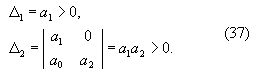 Δ₁ = a₁ > 0,
Δ₂ = | a₁ 0 | = a₁a₂ > 0. (37)
| a₀ a₂ |